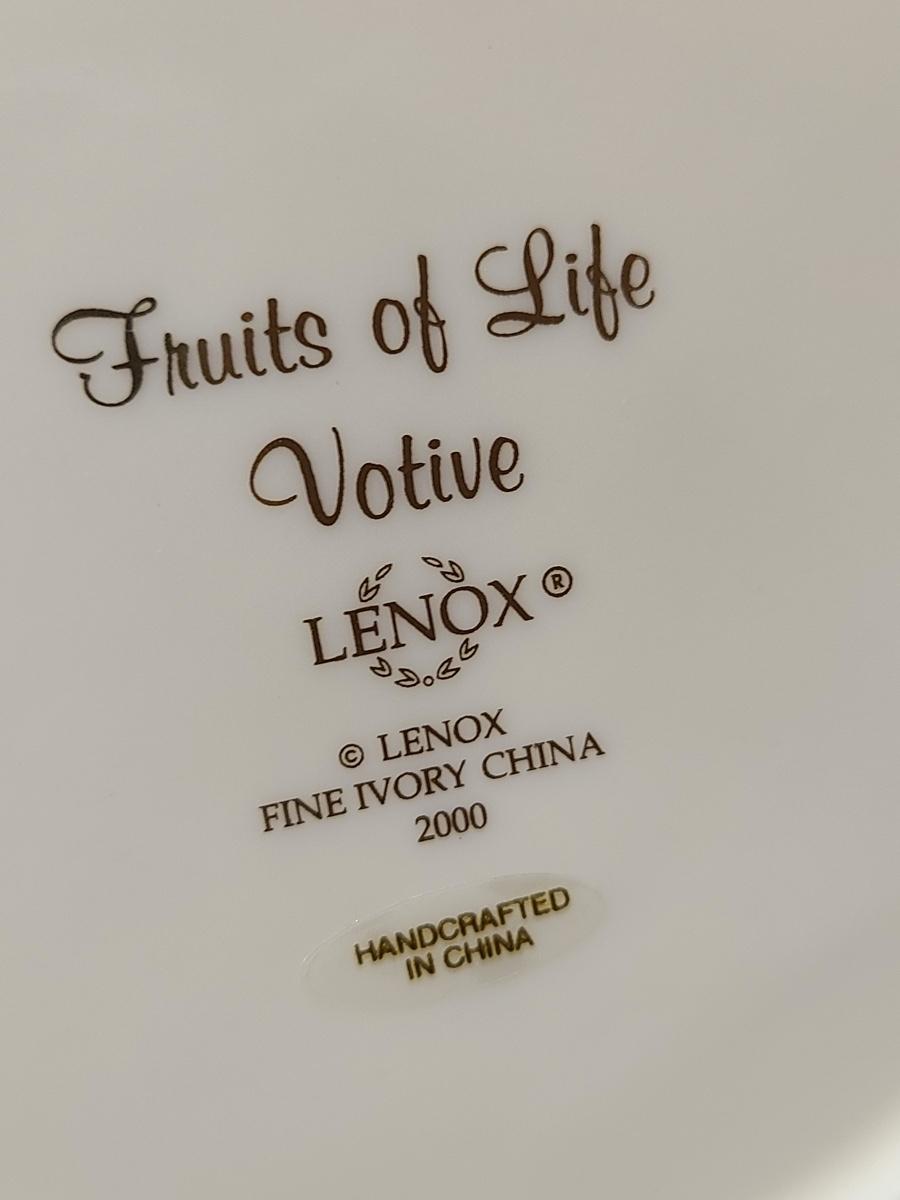 Fruits of Life
Votive
LENOX®
© LENOX
FINE IVORY CHINA
2000
HANDCRAFTED
IN CHINA